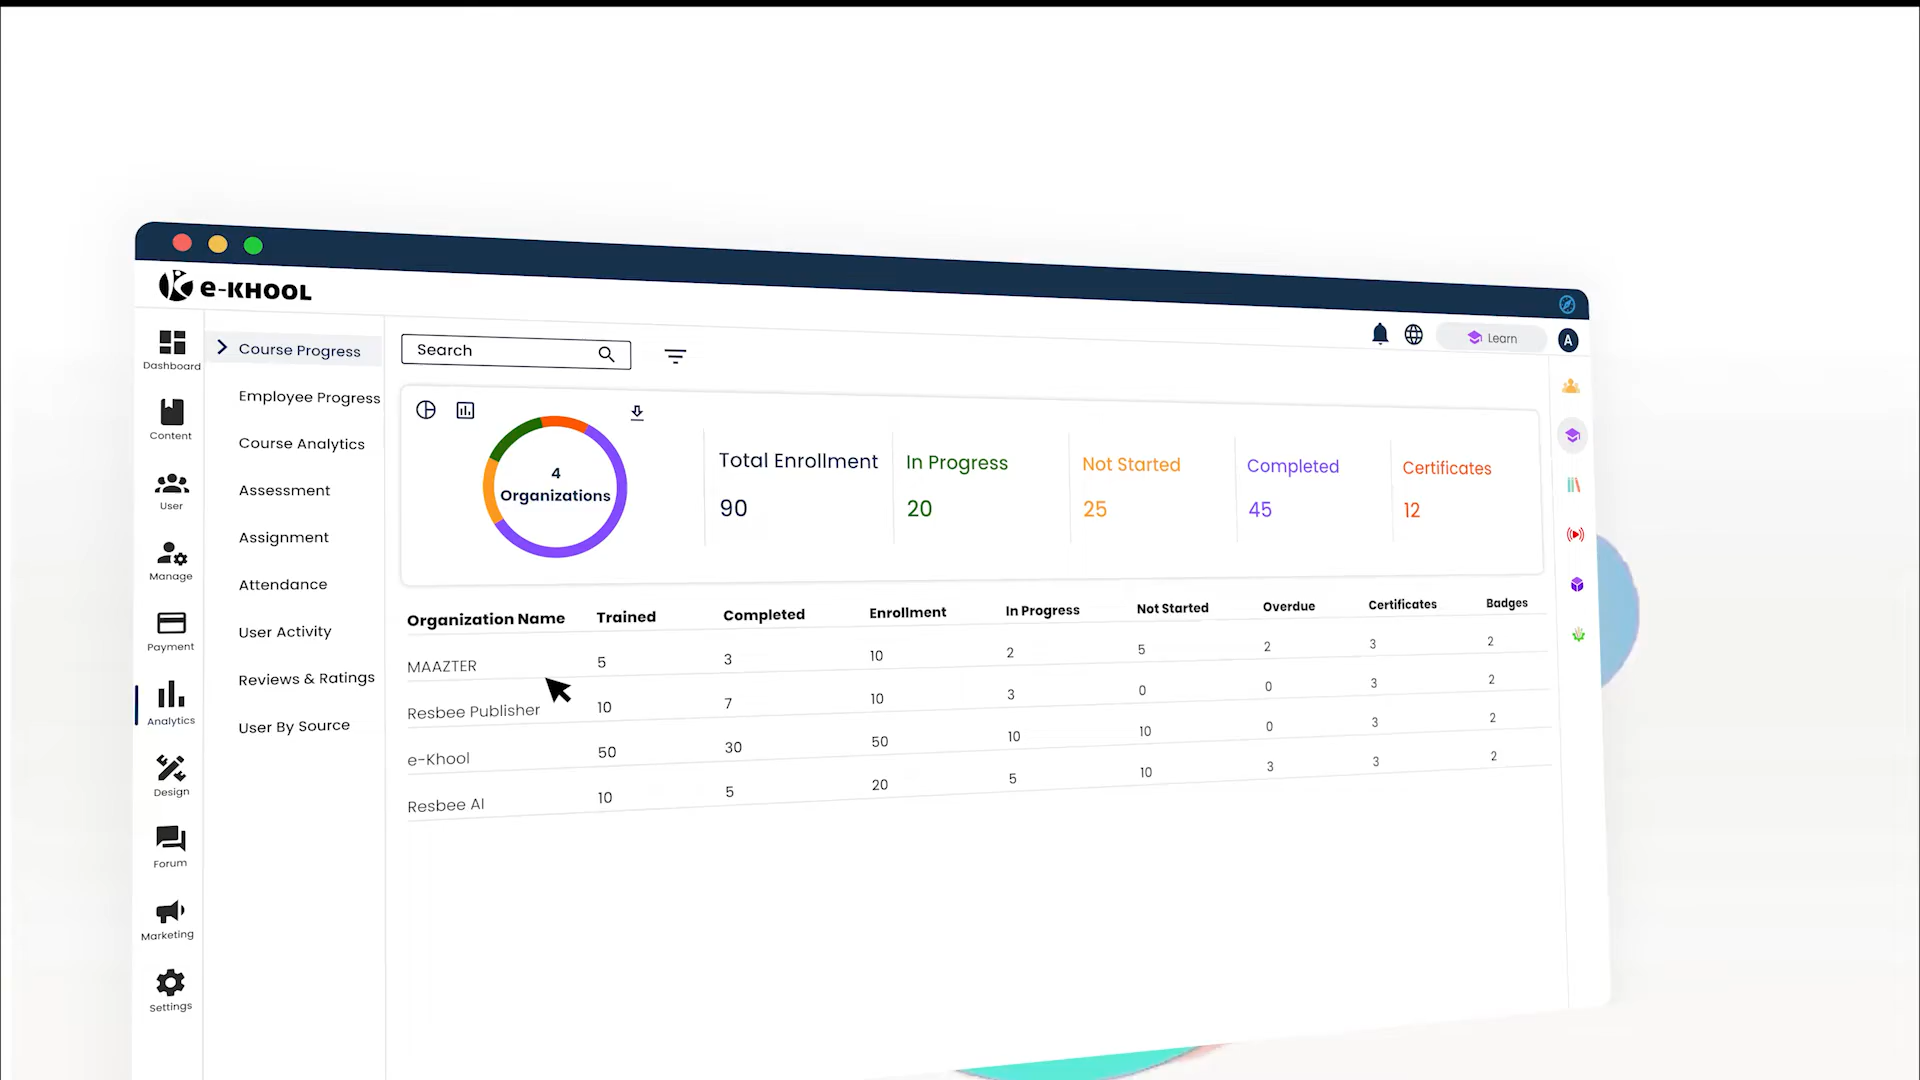 e-KHOOL
Learn
A
Dashboard
Content
User
Manage
Payment
Analytics
Design
Forum
Marketing
Settings
Course Progress
Employee Progress
Course Analytics
Assessment
Assignment
Attendance
User Activity
Reviews & Ratings
User By Source
Search
4
Organizations
Total Enrollment
90
In Progress
20
Not Started
25
Completed
45
Certificates
12
Organization Name Trained Completed Enrollment In Progress Not Started Overdue Certificates Badges
MAAZTER 5 3 10 2 5 2 3 2
Resbee Publisher 10 7 10 3 0 0 3 2
e-Khool 50 30 50 10 10 0 3 2
Resbee AI 10 5 20 5 10 3 3 2